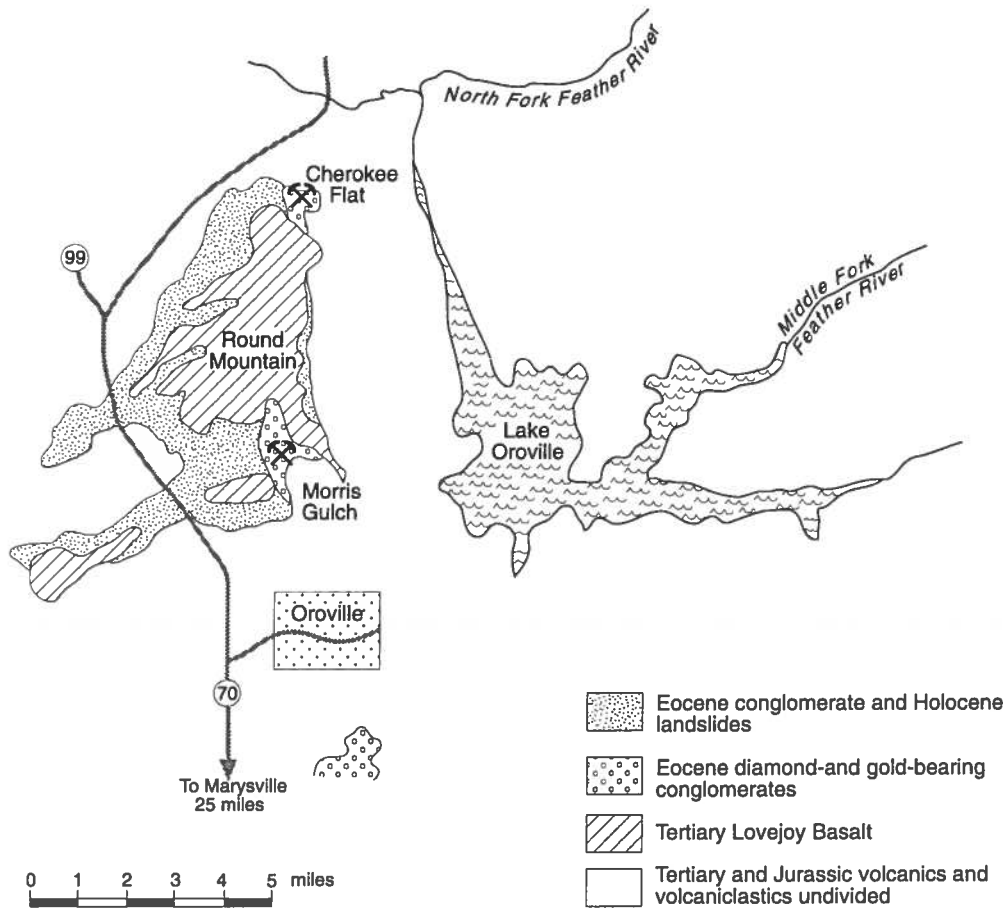 North Fork Feather River
Cherokee
Flat
99
Middle Fork
Feather River
Round
Mountain
Lake
Oroville
Morris
Gulch
Oroville
70
To Marysville
25 miles
Eocene conglomerate and Holocene
landslides
Eocene diamond-and gold-bearing
conglomerates
Tertiary Lovejoy Basalt
Tertiary and Jurassic volcanics and
volcaniclastics undivided
0 1 2 3 4 5 miles